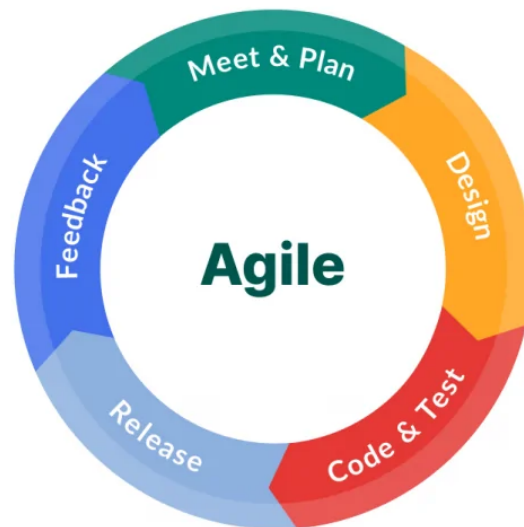 Meet & Plan
Design
Code & Test
Release
Feedback
Agile